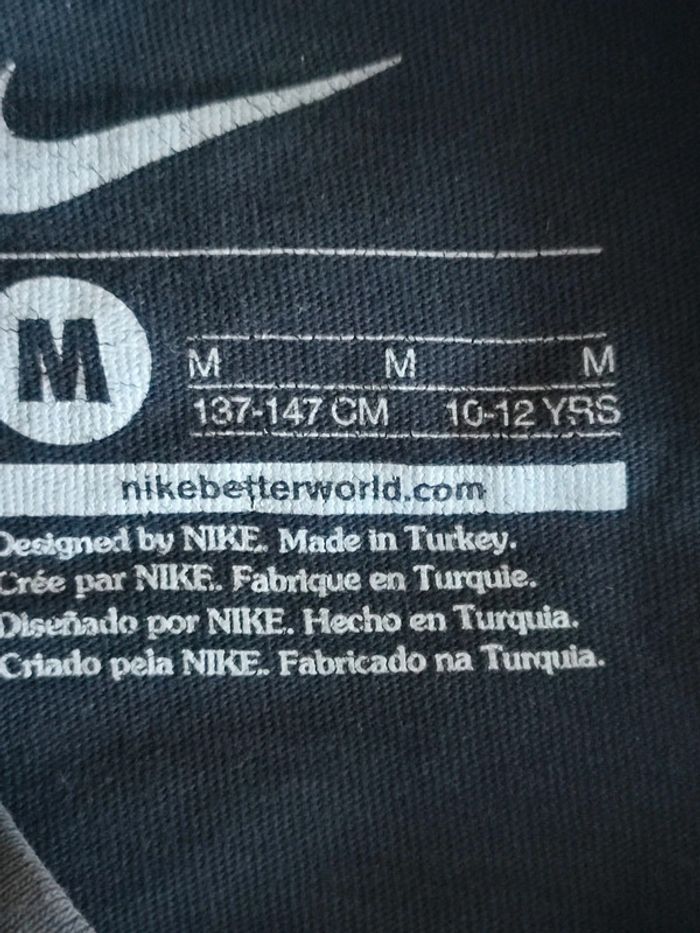 M
M M M
137-147 CM 10-12 YRS
nikebetterworld.com
Designed by NIKE. Made in Turkey.
Crée par NIKE. Fabrique en Turquie.
Diseñado por NIKE. Hecho en Turquia.
Criado pela NIKE. Fabricado na Turquia.